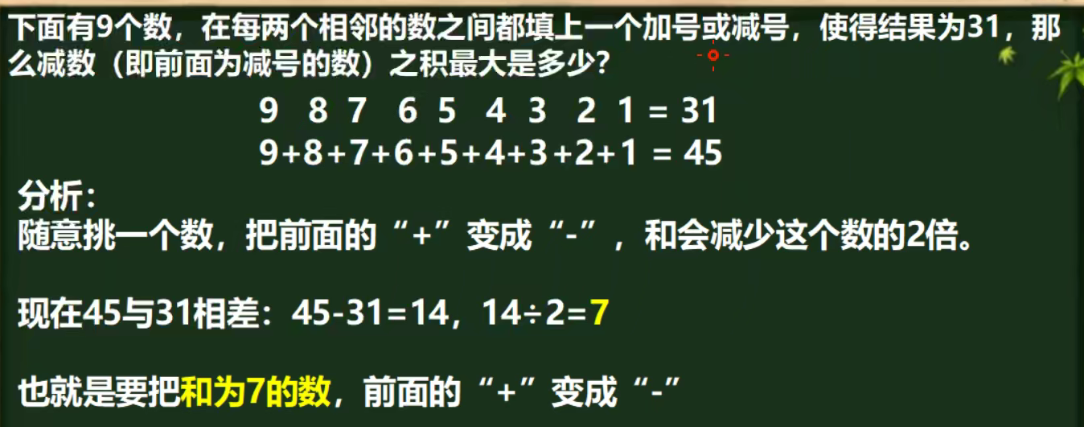 下面有9个数，在每两个相邻的数之间都填上一个加号或减号，使得结果为31，那
么减数（即前面为减号的数）之积最大是多少？
9 8 7 6 5 4 3 2 1 = 31
9+8+7+6+5+4+3+2+1 = 45
分析：
随意挑一个数，把前面的“+”变成“-”，和会减少这个数的2倍。
现在45与31相差：45-31=14，14÷2=7
也就是要把和为7的数，前面的“+”变成“-”